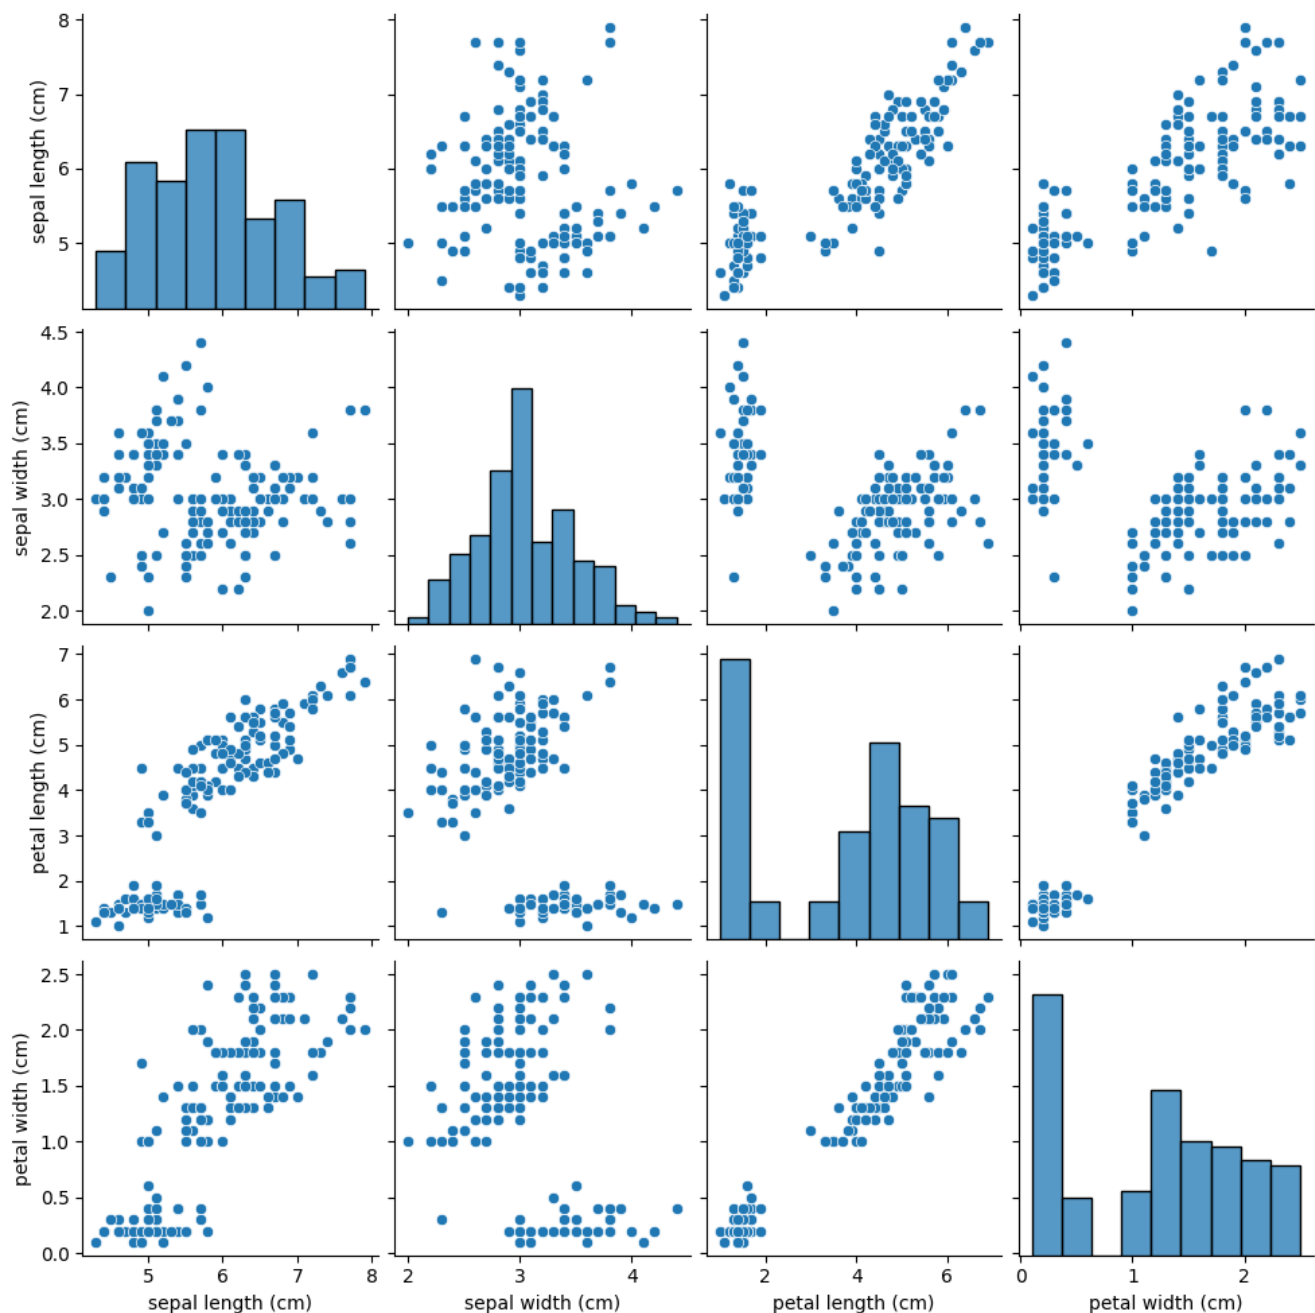 8
7
6
5
sepal length (cm)
4.5
4.0
3.5
3.0
2.5
2.0
sepal width (cm)
7
6
5
4
3
2
1
petal length (cm)
2.5
2.0
1.5
1.0
0.5
0.0
petal width (cm)
5 6 7 8
sepal length (cm)
2 3 4
sepal width (cm)
2 4 6
petal length (cm)
0 1 2
petal width (cm)